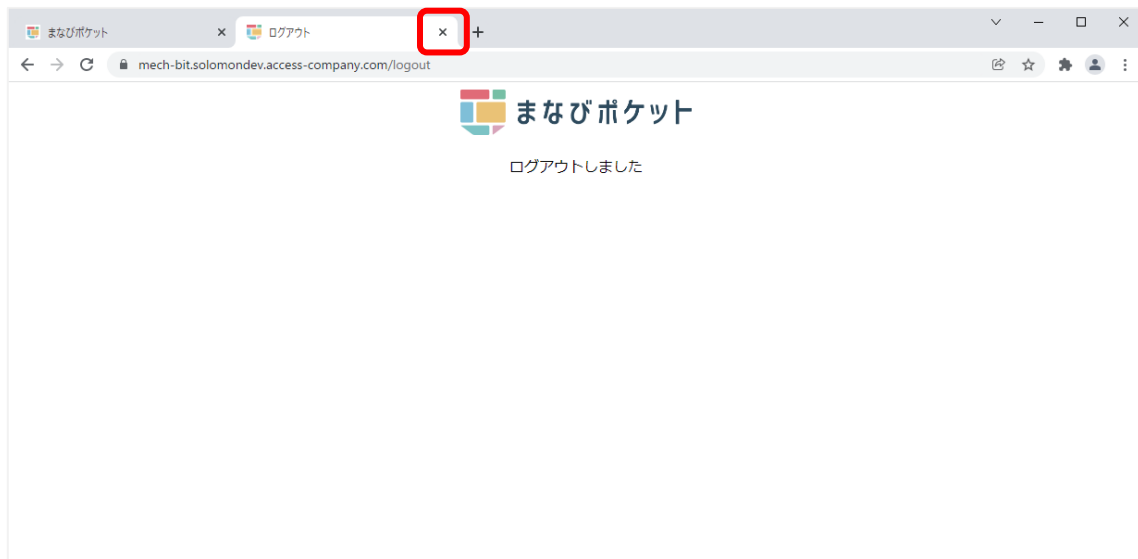 まなびポケット
ログアウト
mech-bit.solomondev.access-company.com/logout
まなびポケット
ログアウトしました